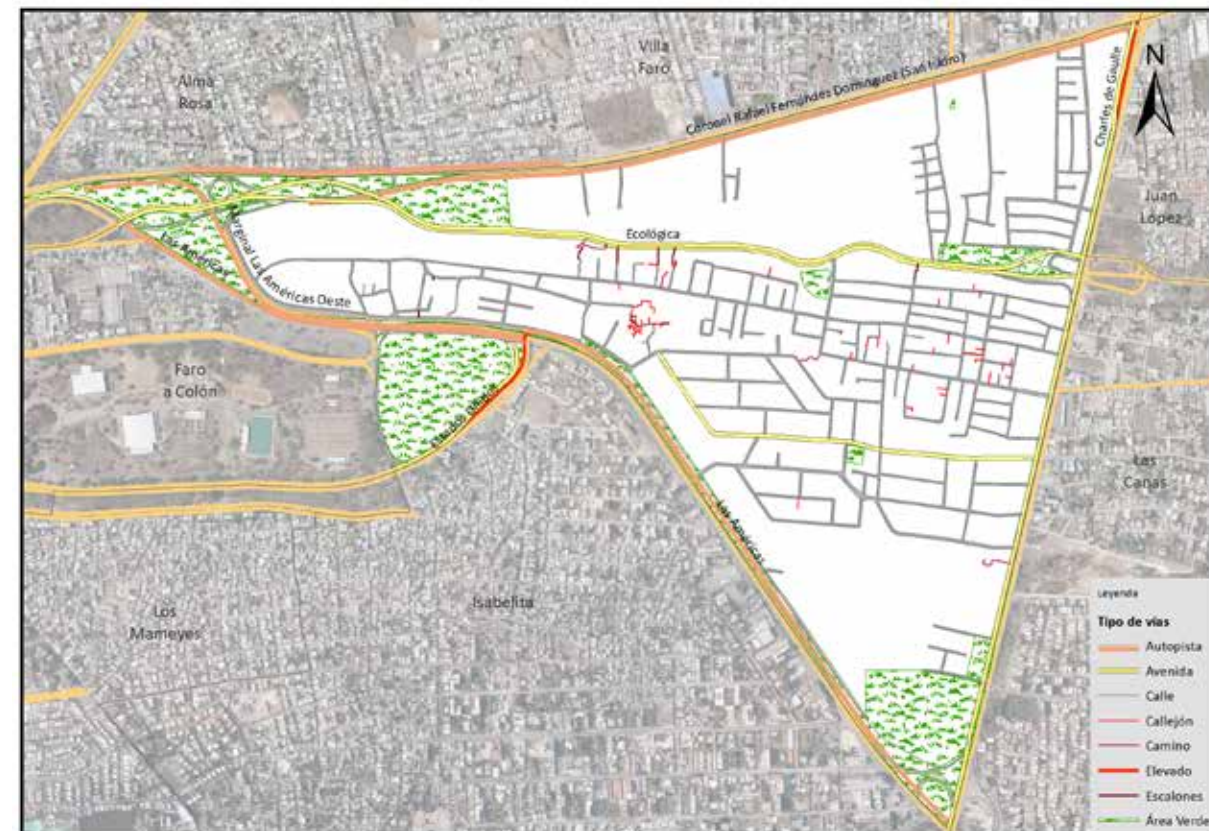 Alma
Rosa
Villa
Faro
Coronel Rafael Fernández Domínguez (San Isidro)
Charles de Gaulle
N
Juan
López
Ecológica
Marginal Las Américas Oeste
Las Américas
Faro
a Colón
Las
Canas
Las Américas
Isabelita
Los
Mameyes
Leyenda
Tipo de vías
Autopista
Avenida
Calle
Callejón
Camino
Elevado
Escalones
Área Verde